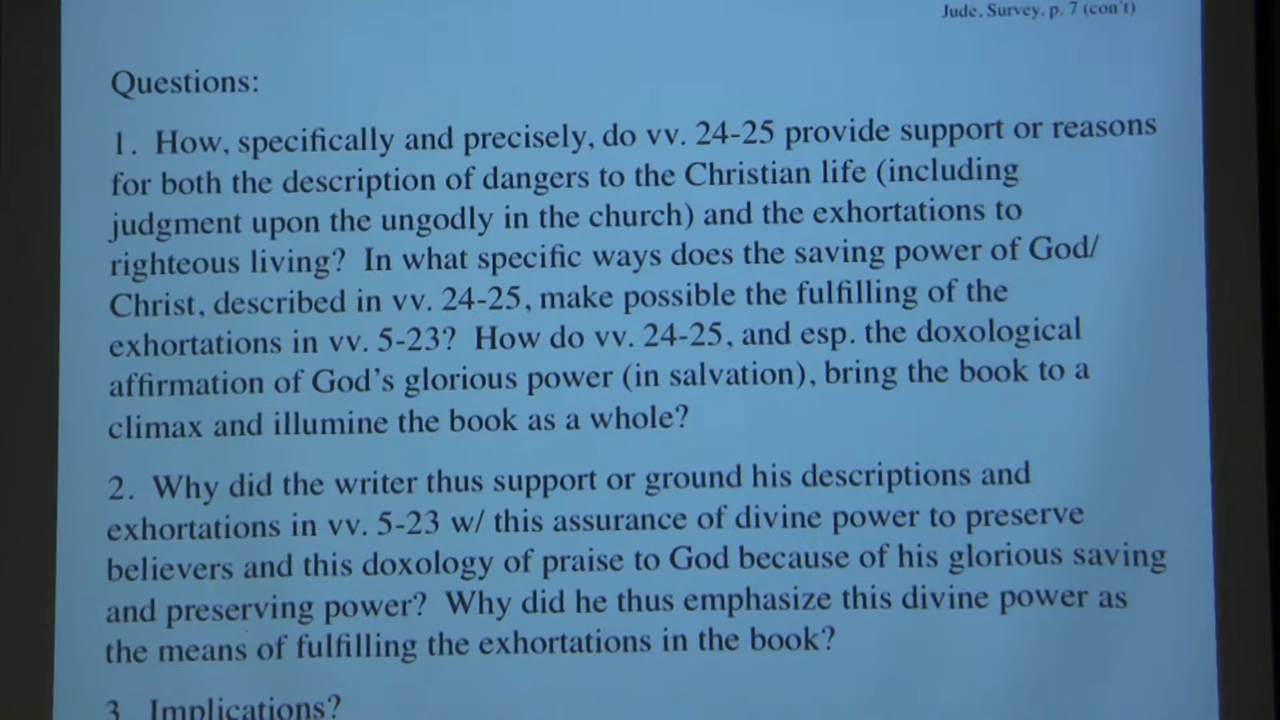 Jude, Survey, p. 7 (con't)
Questions:
1. How, specifically and precisely, do vv. 24-25 provide support or reasons
for both the description of dangers to the Christian life (including
judgment upon the ungodly in the church) and the exhortations to
righteous living? In what specific ways does the saving power of God/
Christ, described in vv. 24-25, make possible the fulfilling of the
exhortations in vv. 5-23? How do vv. 24-25, and esp. the doxological
affirmation of God's glorious power (in salvation), bring the book to a
climax and illumine the book as a whole?
2. Why did the writer thus support or ground his descriptions and
exhortations in vv. 5-23 w/ this assurance of divine power to preserve
believers and this doxology of praise to God because of his glorious saving
and preserving power? Why did he thus emphasize this divine power as
the means of fulfilling the exhortations in the book?
3. Implications?